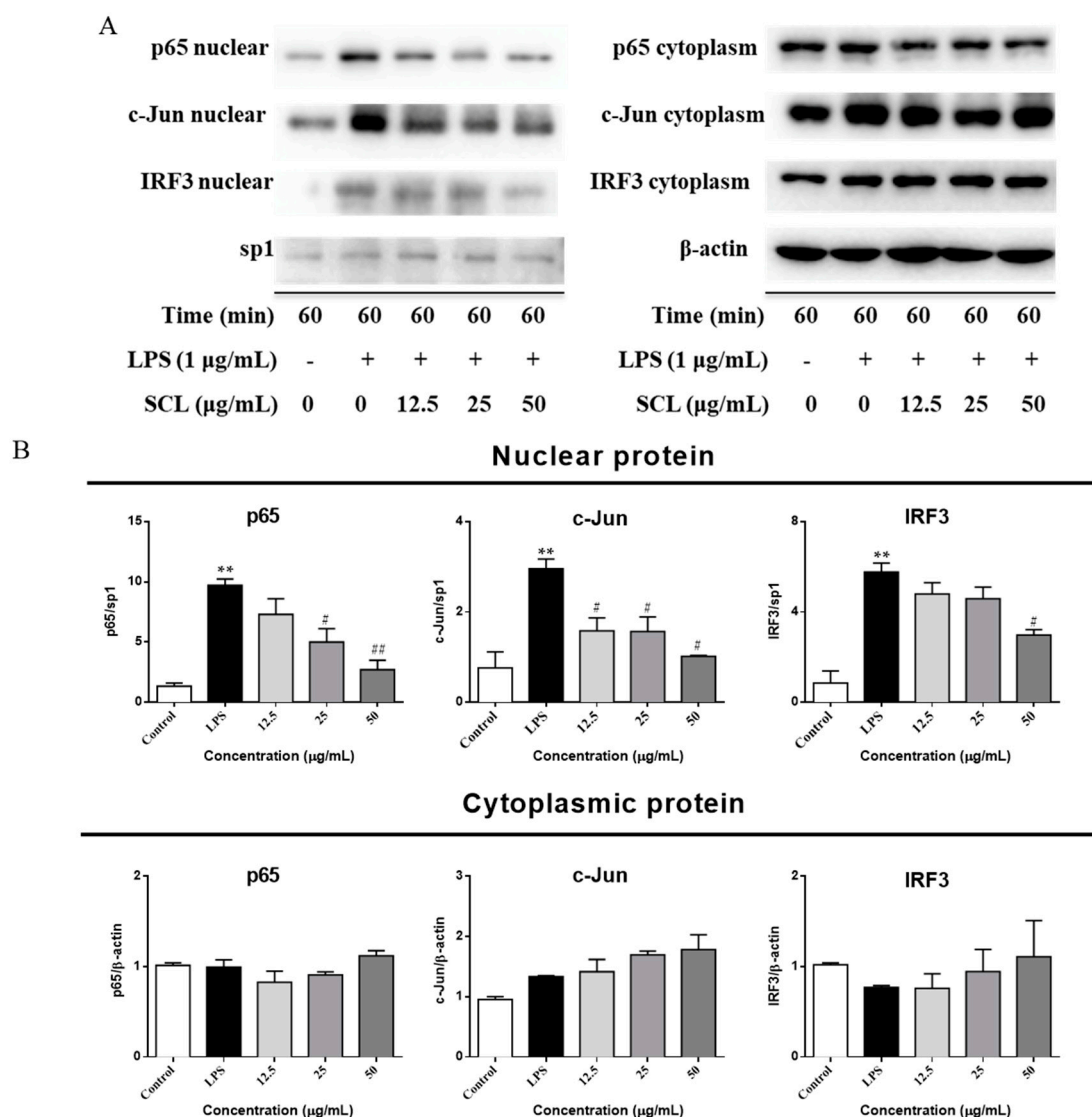 A
p65 nuclear
c-Jun nuclear
IRF3 nuclear
sp1
Time (min) 60 60 60 60 60
LPS (1 µg/mL) - + + + +
SCL (µg/mL) 0 0 12.5 25 50
p65 cytoplasm
c-Jun cytoplasm
IRF3 cytoplasm
β-actin
60 60 60 60 60
LPS (1 µg/mL) - + + + +
SCL (µg/mL) 0 0 12.5 25 50
Time (min)
B
Nuclear protein
p65
15
10
5
0
p65/sp1
**
#
##
Control LPS 12.5 25 50
Concentration (µg/mL)
c-Jun
4
2
0
c-Jun/sp1
**
#
#
#
Control LPS 12.5 25 50
Concentration (µg/mL)
IRF3
8
4
0
IRF3/sp1
**
#
Control LPS 12.5 25 50
Concentration (µg/mL)
Cytoplasmic protein
p65
2
1
0
p65/β-actin
Control LPS 12.5 25 50
Concentration (µg/mL)
c-Jun
3
2
1
0
c-Jun/β-actin
Control LPS 12.5 25 50
Concentration (µg/mL)
IRF3
2
1
0
IRF3/β-actin
Control LPS 12.5 25 50
Concentration (µg/mL)